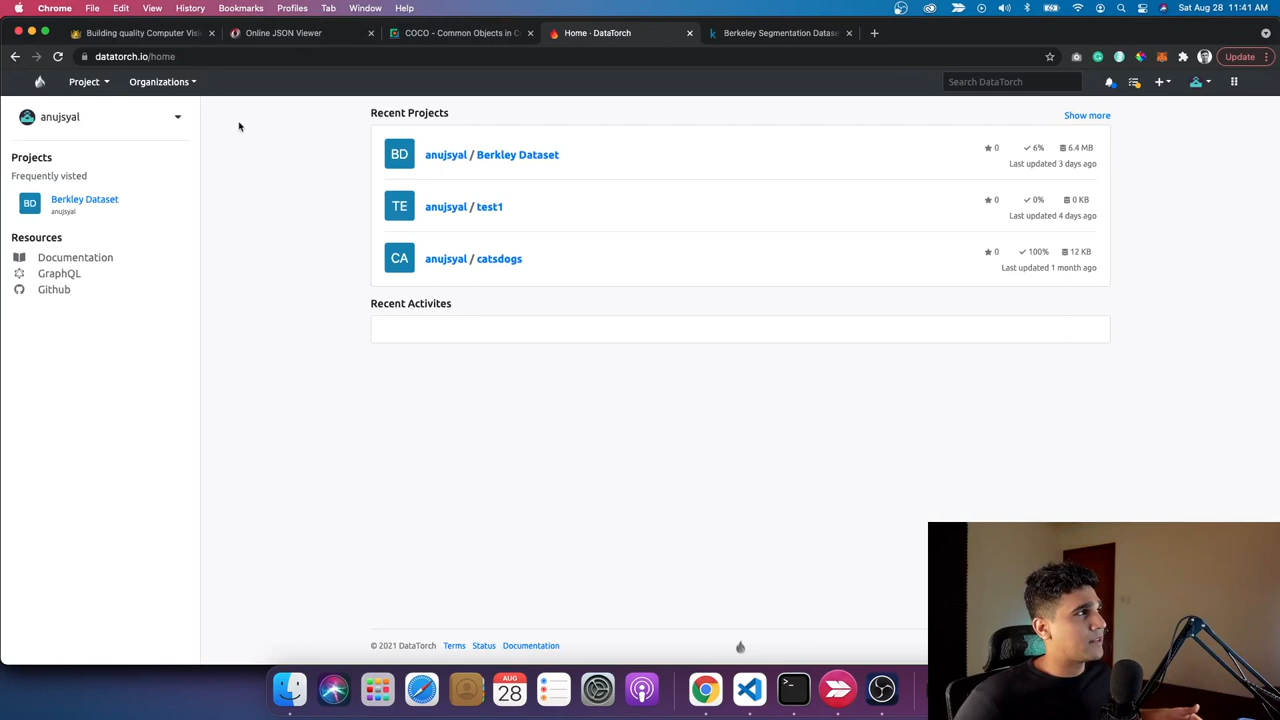 Chrome File Edit View History Bookmarks Profiles Tab Window Help Sat Aug 28 11:41 AM
Building quality Computer Visi Online JSON Viewer COCO - Common Objects in C Home · DataTorch Berkeley Segmentation Datase
datatorch.io/home Update
Project Organizations Search DataTorch
anujsyal
Projects
Frequently visted
BD Berkley Dataset
anujsyal
Resources
Documentation
GraphQL
Github
Recent Projects Show more
BD anujsyal / Berkley Dataset 0 6% 6.4 MB
Last updated 3 days ago
TE anujsyal / test1 0 0% 0 KB
Last updated 4 days ago
CA anujsyal / catsdogs 0 100% 12 KB
Last updated 1 month ago
Recent Activites
© 2021 DataTorch Terms Status Documentation
AUG
28